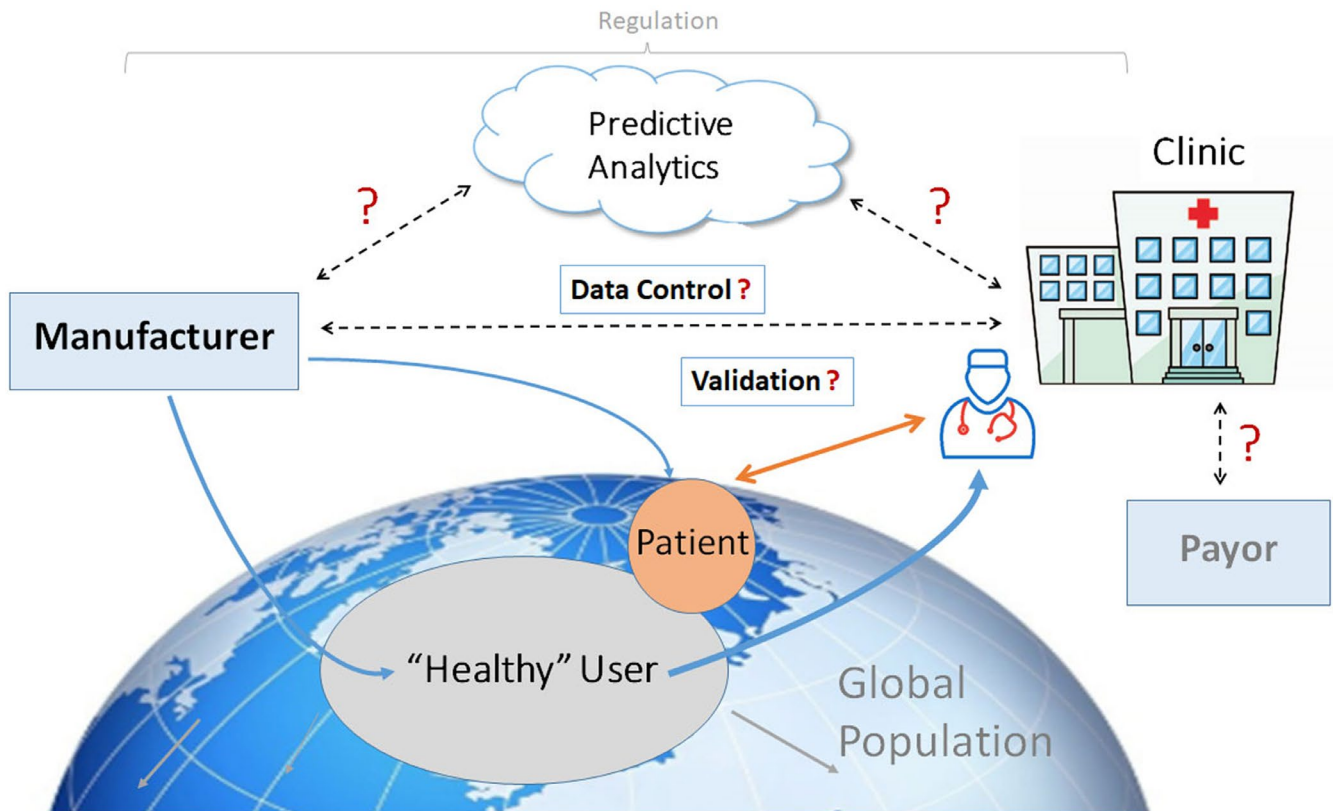 Regulation
Predictive
Analytics
Clinic
?
?
Data Control ?
Manufacturer
Validation ?
?
Patient
Payor
“Healthy” User
Global
Population